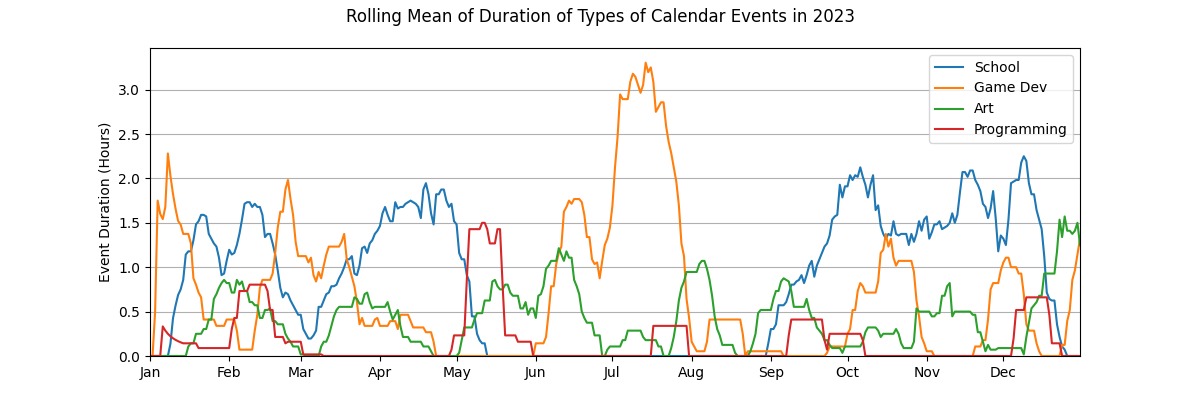 Rolling Mean of Duration of Types of Calendar Events in 2023
School
Game Dev
Art
Programming
Event Duration (Hours)
3.0
2.5
2.0
1.5
1.0
0.5
0.0
Jan Feb Mar Apr May Jun Jul Aug Sep Oct Nov Dec